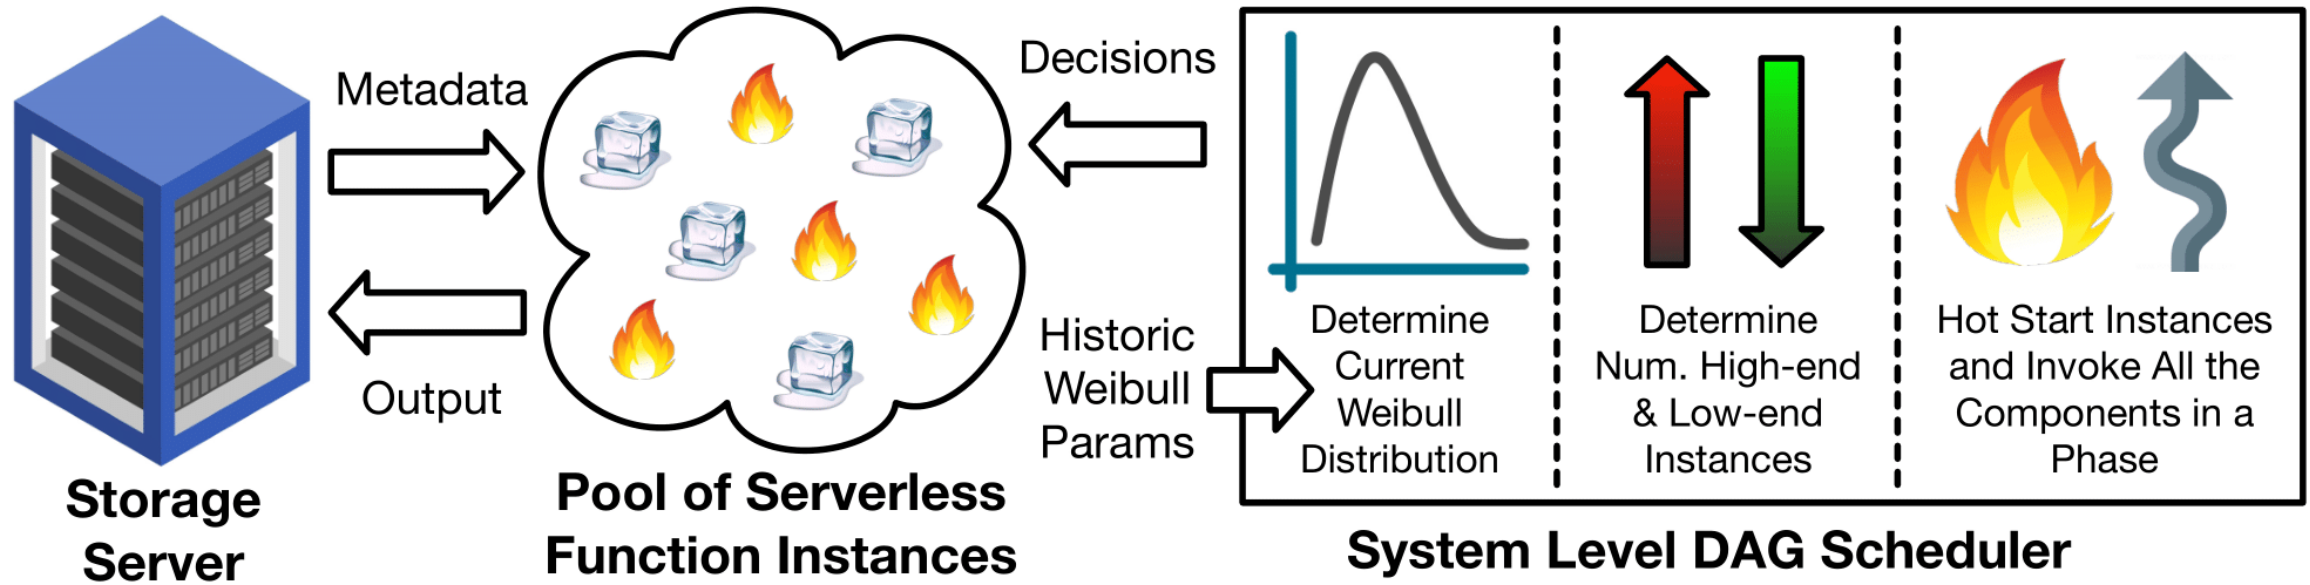 Metadata
Output
Storage
Server
Pool of Serverless
Function Instances
Decisions
Historic
Weibull
Params
Determine
Current
Weibull
Distribution
Determine
Num. High-end
& Low-end
Instances
Hot Start Instances
and Invoke All the
Components in a
Phase
System Level DAG Scheduler